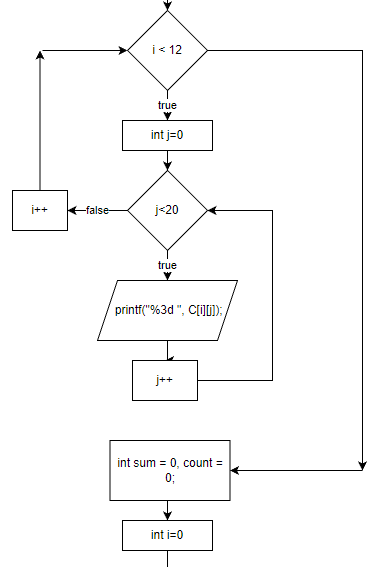 i < 12
true
int j=0
i++
false
j<20
true
printf("%3d ", C[i][j]);
j++
int sum = 0, count =
0;
int i=0